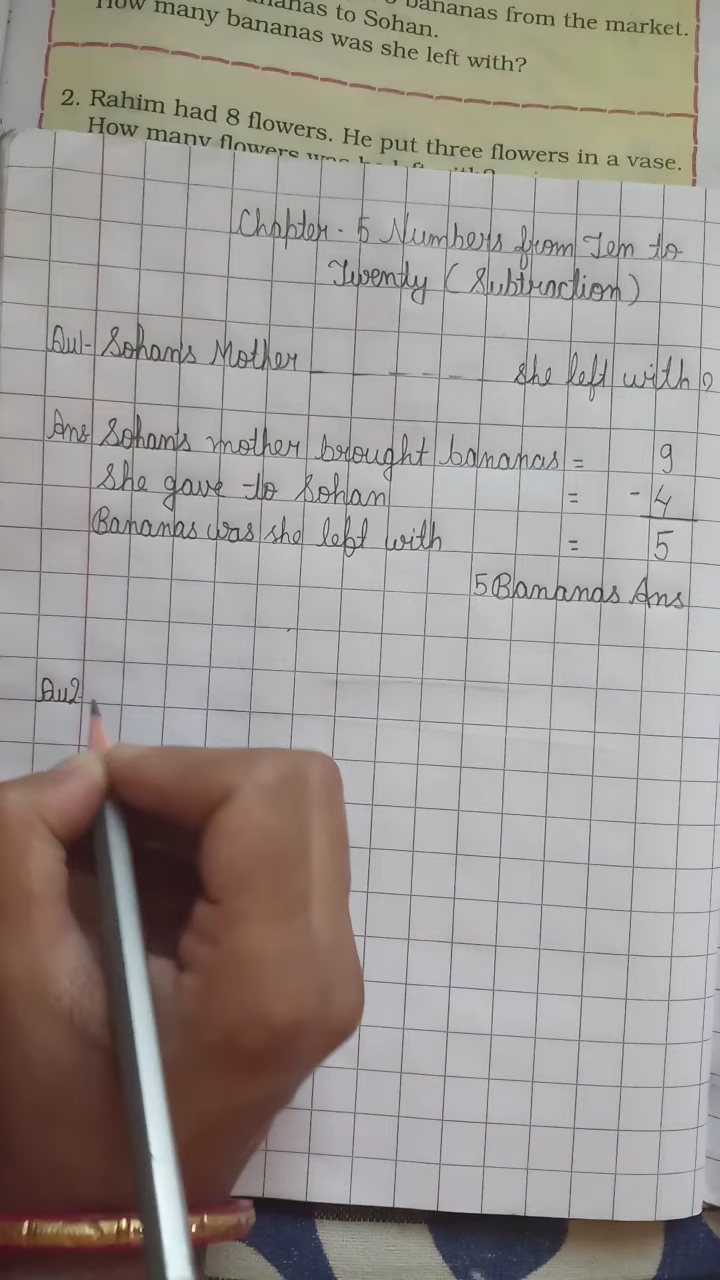 bananas from the market.
to Sohan.
How many bananas was she left with?
2. Rahim had 8 flowers. He put three flowers in a vase.
How many flowers
Chapter - 5 Numbers from Ten to
Twenty (Subtraction)
Qu1- Sohan's Mother _ _ _ _ _ she left with?
Ans Sohan's mother brought bananas = 9
She gave to Sohan = - 4
Bananas was she left with = 5
5 Bananas Ans
Qu2